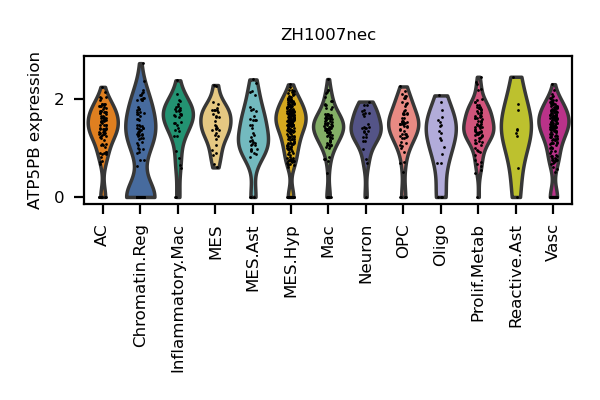 ZH1007nec
ATP5PB expression
2
0
AC
Chromatin.Reg
Inflammatory.Mac
MES
MES.Ast
MES.Hyp
Mac
Neuron
OPC
Oligo
Prolif.Metab
Reactive.Ast
Vasc